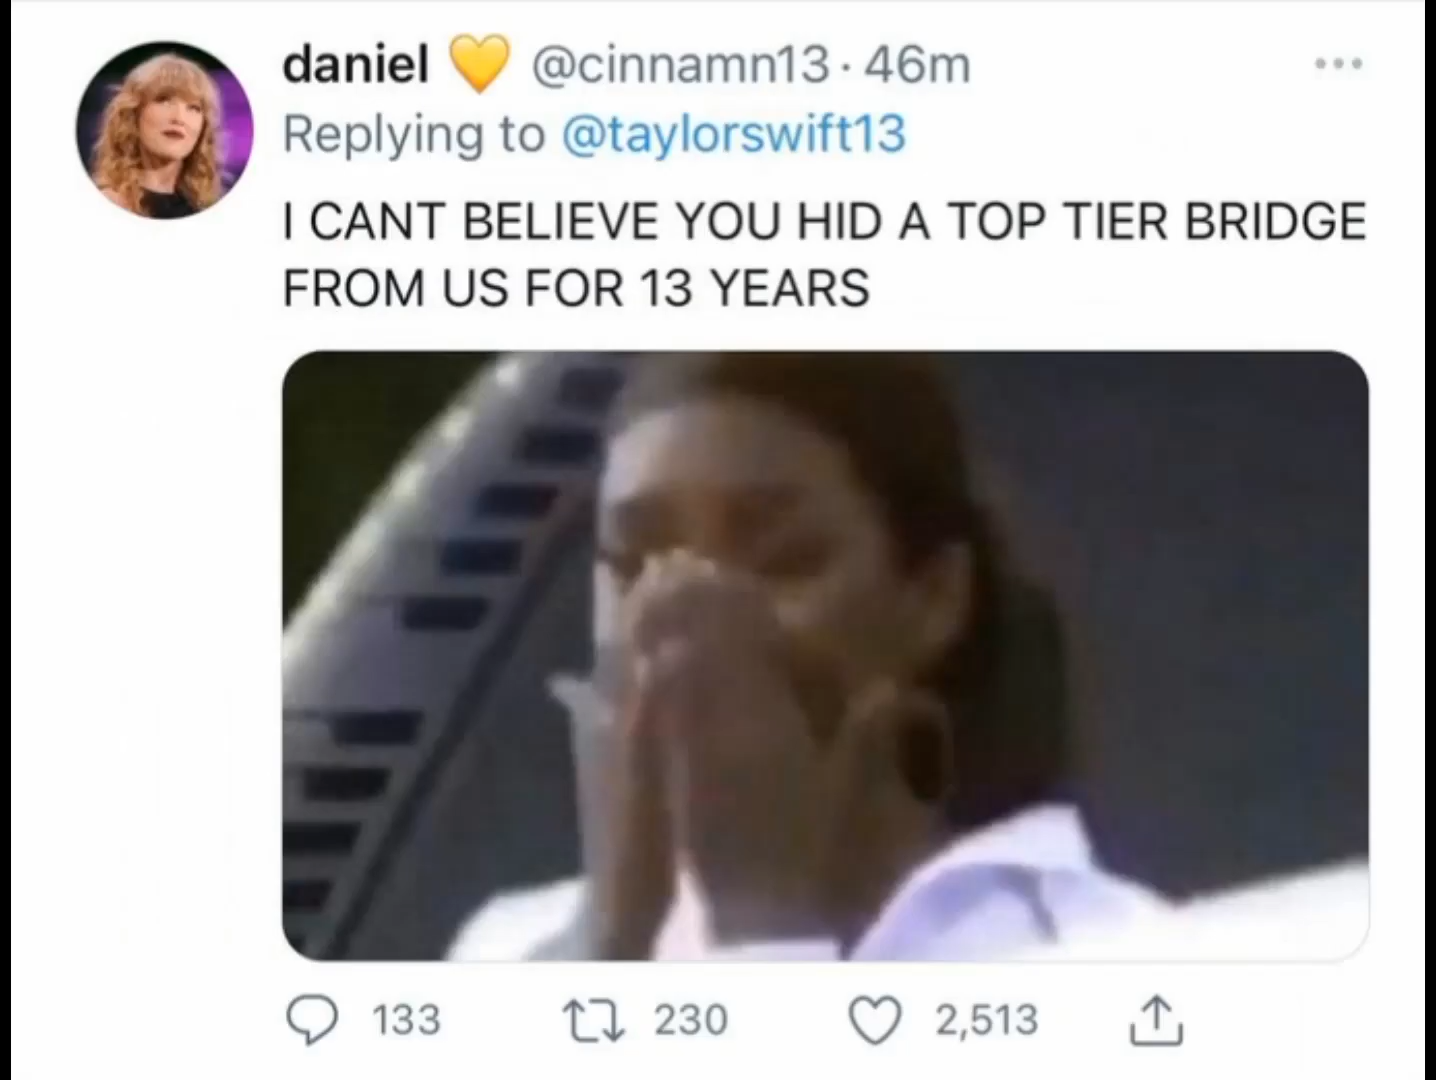 daniel 💛 @cinnamn13 · 46m
Replying to @taylorswift13
I CANT BELIEVE YOU HID A TOP TIER BRIDGE
FROM US FOR 13 YEARS
133 230 2,513